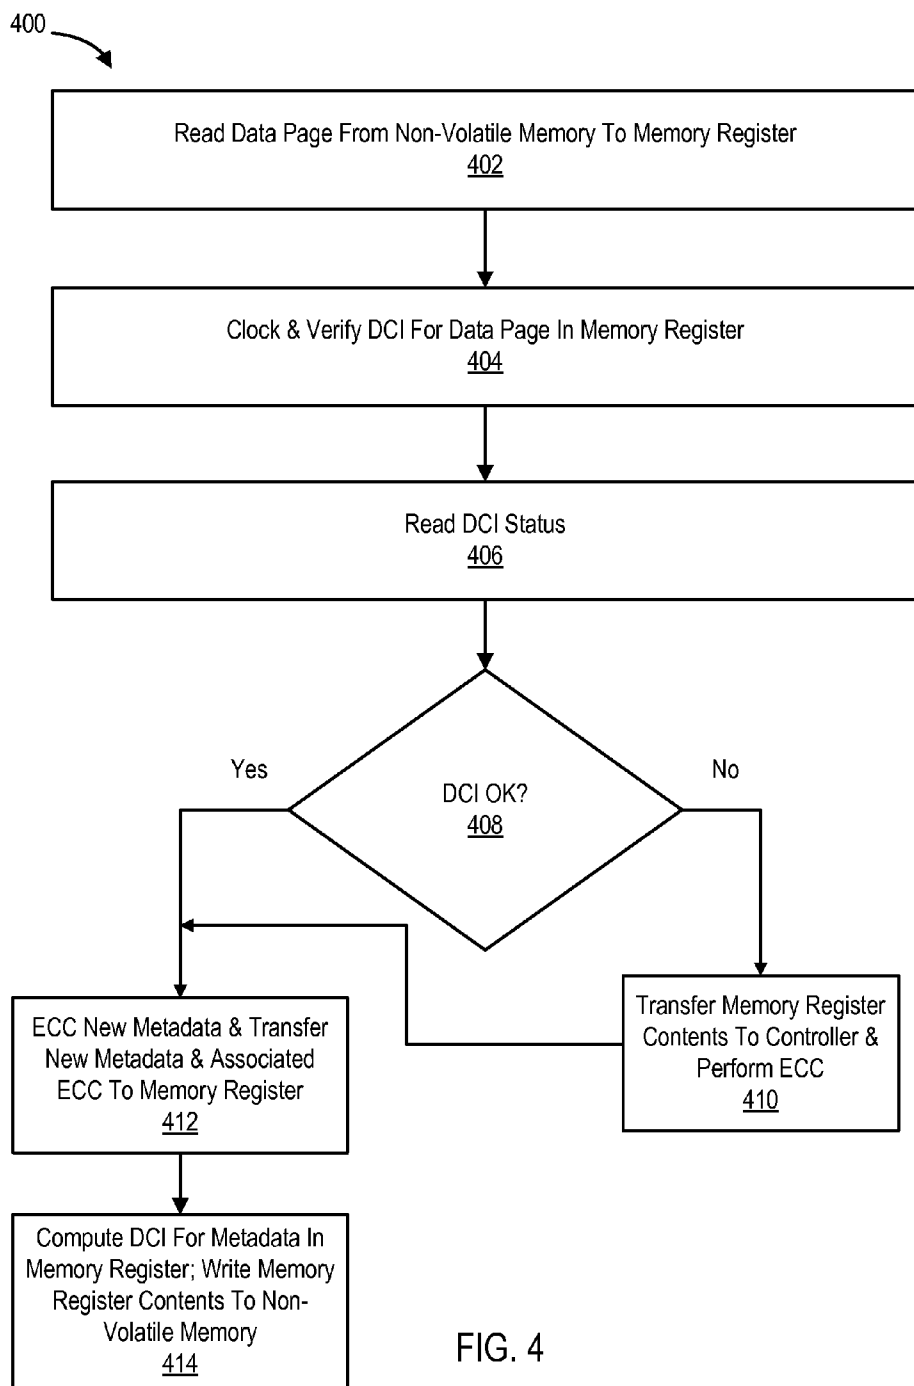 400
Read Data Page From Non-Volatile Memory To Memory Register
402
Clock & Verify DCI For Data Page In Memory Register
404
Read DCI Status
406
Yes
No
DCI OK?
408
Transfer Memory Register
Contents To Controller &
Perform ECC
410
ECC New Metadata & Transfer
New Metadata & Associated
ECC To Memory Register
412
Compute DCI For Metadata In
Memory Register; Write Memory
Register Contents To Non-
Volatile Memory
414
FIG. 4